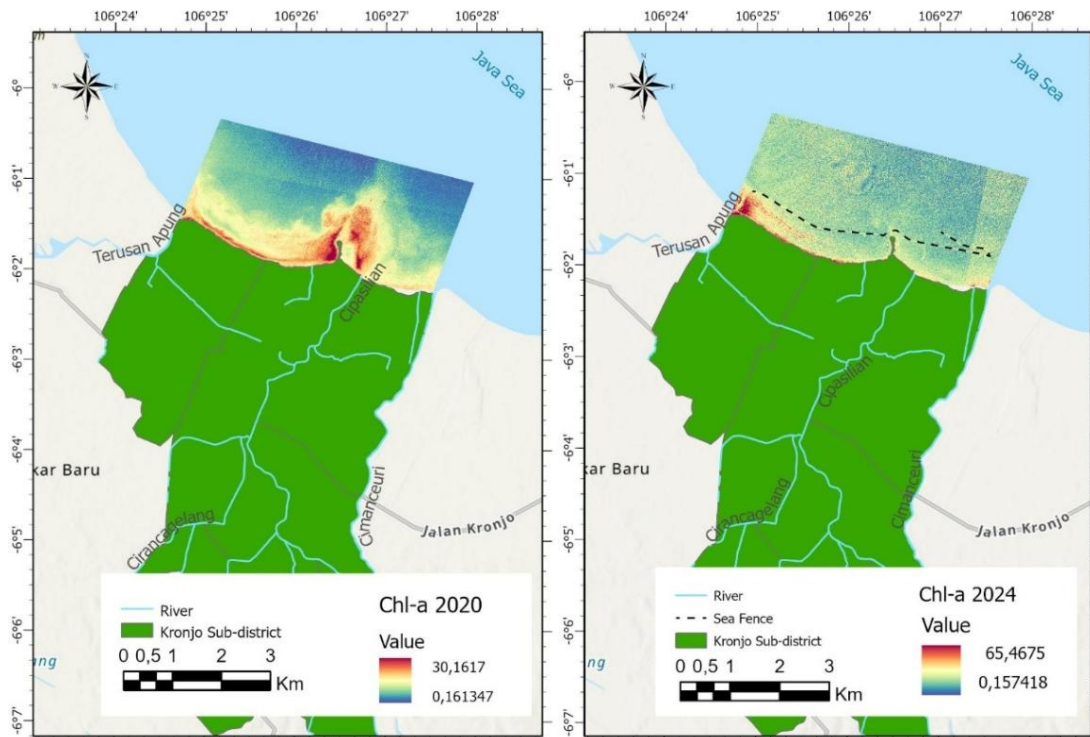 106°24' 106°25' 106°26' 106°27' 106°28'
N
W E
S
Java Sea
-6°
-6°1'
-6°2'
-6°3'
-6°4'
-6°5'
-6°6'
-6°7'
Terusan Apung
Cipasilian
kar Baru
Cirancagelang
Cimanceuri
Jalan Kronjo
ang
River
Kronjo Sub-district
0 0,5 1 2 3
Km
Chl-a 2020
Value
30,1617
0,161347
106°24' 106°25' 106°26' 106°27' 106°28'
N
W E
S
Java Sea
-6°
-6°1'
-6°2'
-6°3'
-6°4'
-6°5'
-6°6'
-6°7'
Terusan Apung
Cipasilian
kar Baru
Cirancagelang
Cimanceuri
Jalan Kronjo
ang
River
Sea Fence
Kronjo Sub-district
0 0,5 1 2 3
Km
Chl-a 2024
Value
65,4675
0,157418